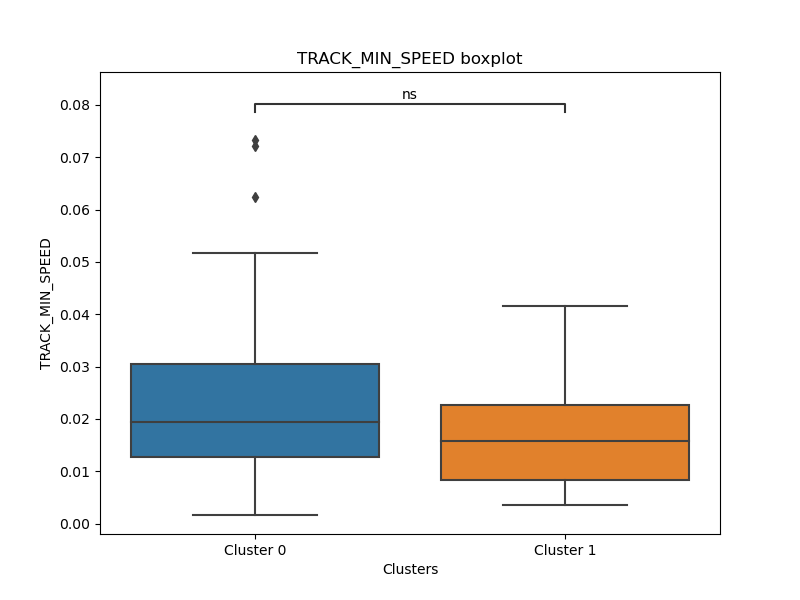 TRACK_MIN_SPEED boxplot
ns
0.08
0.07
0.06
0.05
0.04
0.03
0.02
0.01
0.00
TRACK_MIN_SPEED
Cluster 0
Cluster 1
Clusters